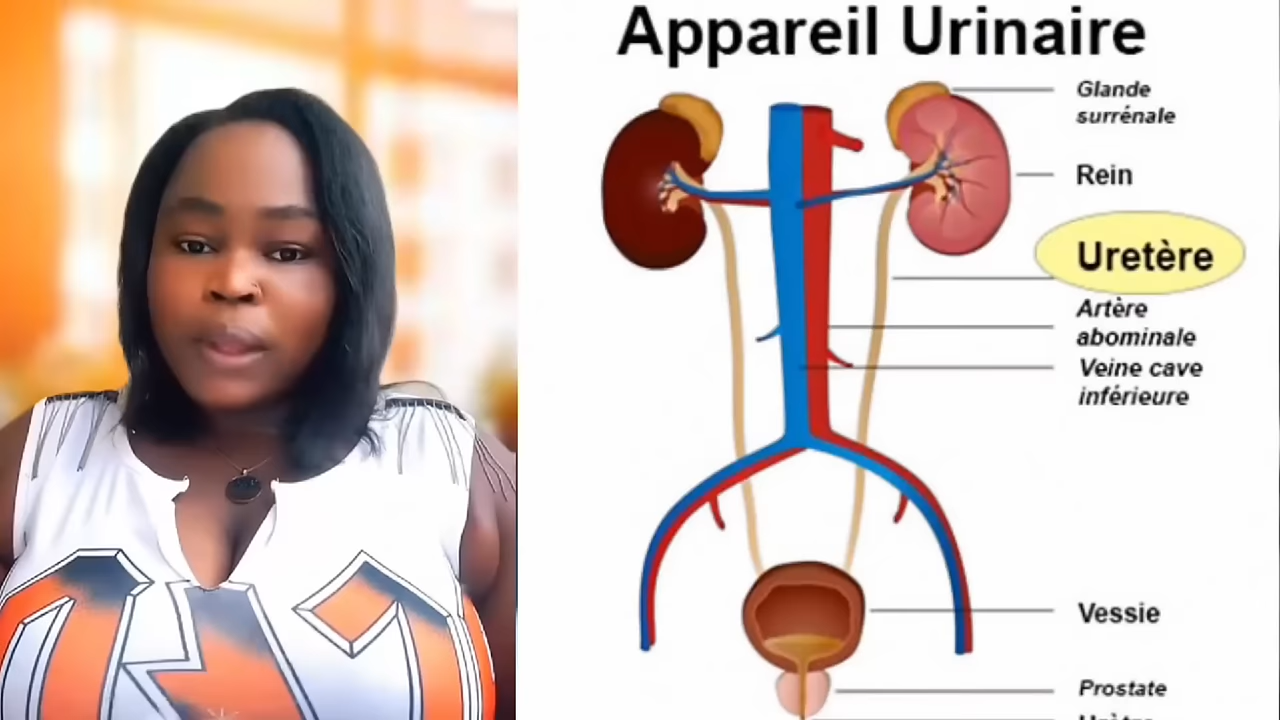 Appareil Urinaire
Glande
surrénale
Rein
Uretère
Artère
abominale
Veine cave
inférieure
Vessie
Prostate